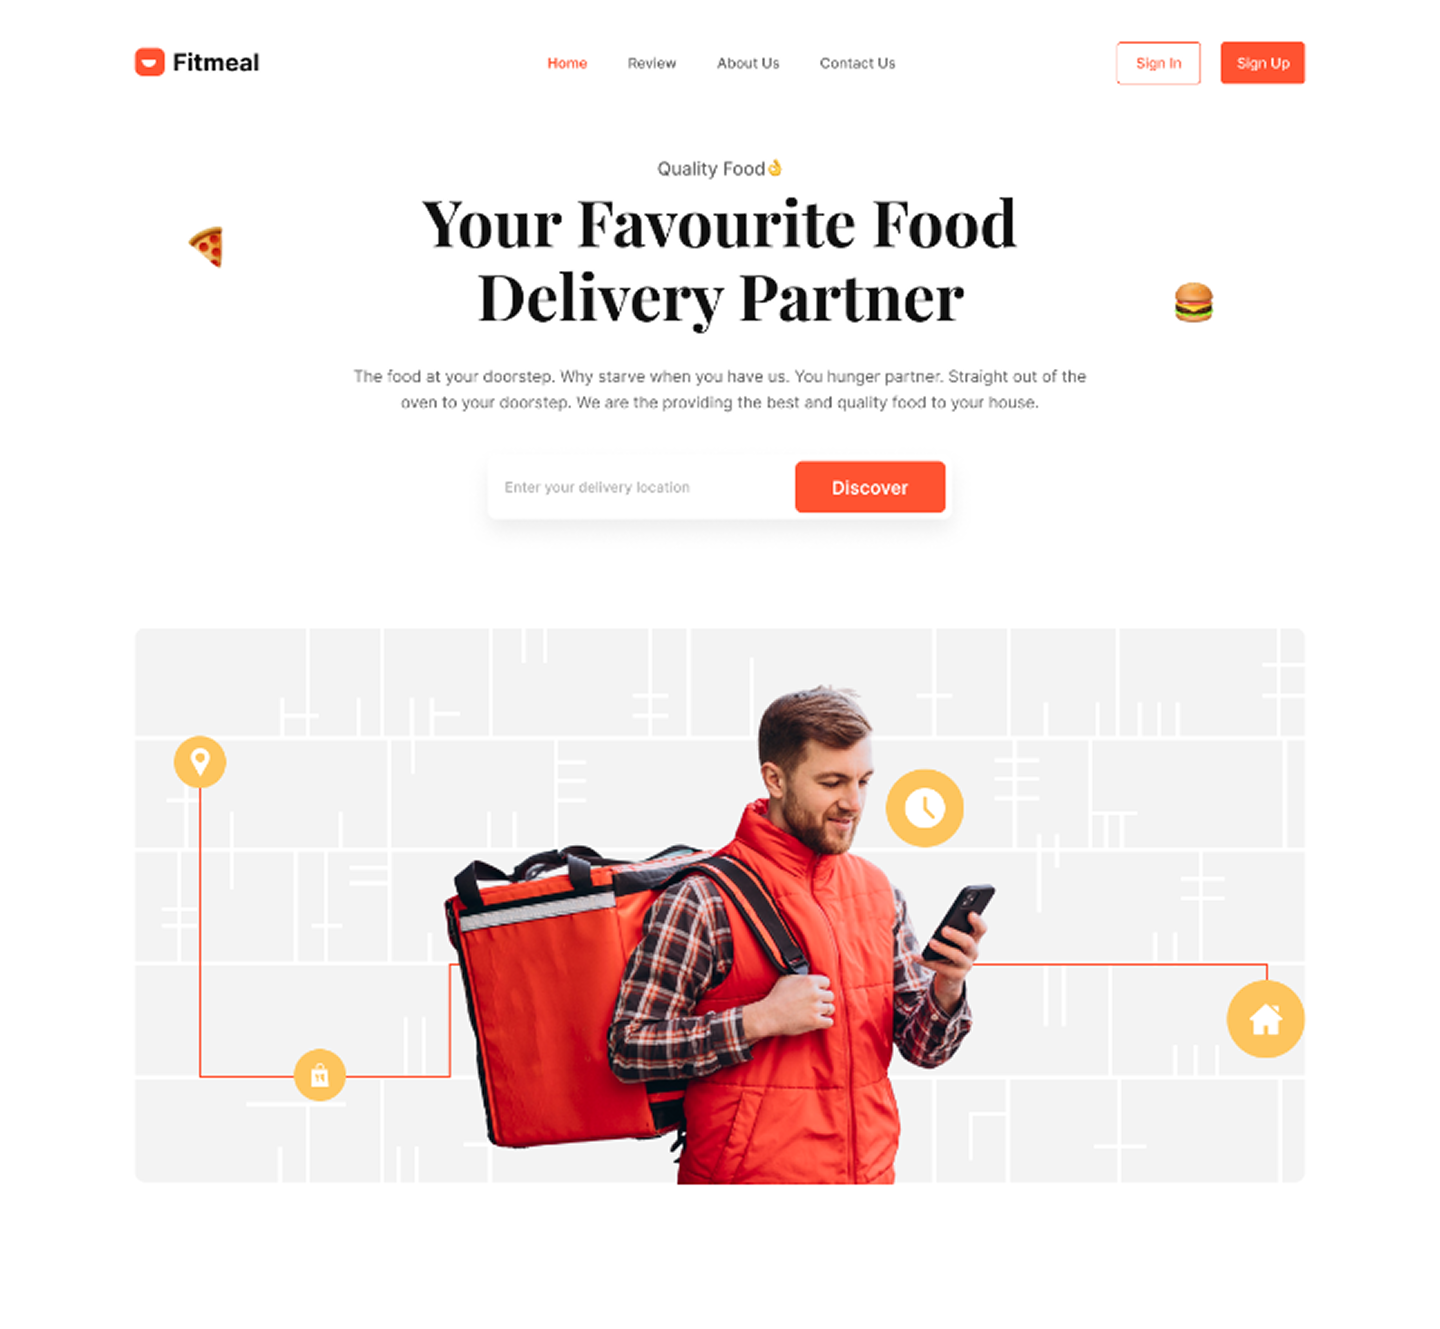 Fitmeal
Home Review About Us Contact Us
Sign In Sign Up
Quality Food👌
Your Favourite Food
Delivery Partner
The food at your doorstep. Why starve when you have us. You hunger partner. Straight out of the
oven to your doorstep. We are the providing the best and quality food to your house.
Enter your delivery location
Discover